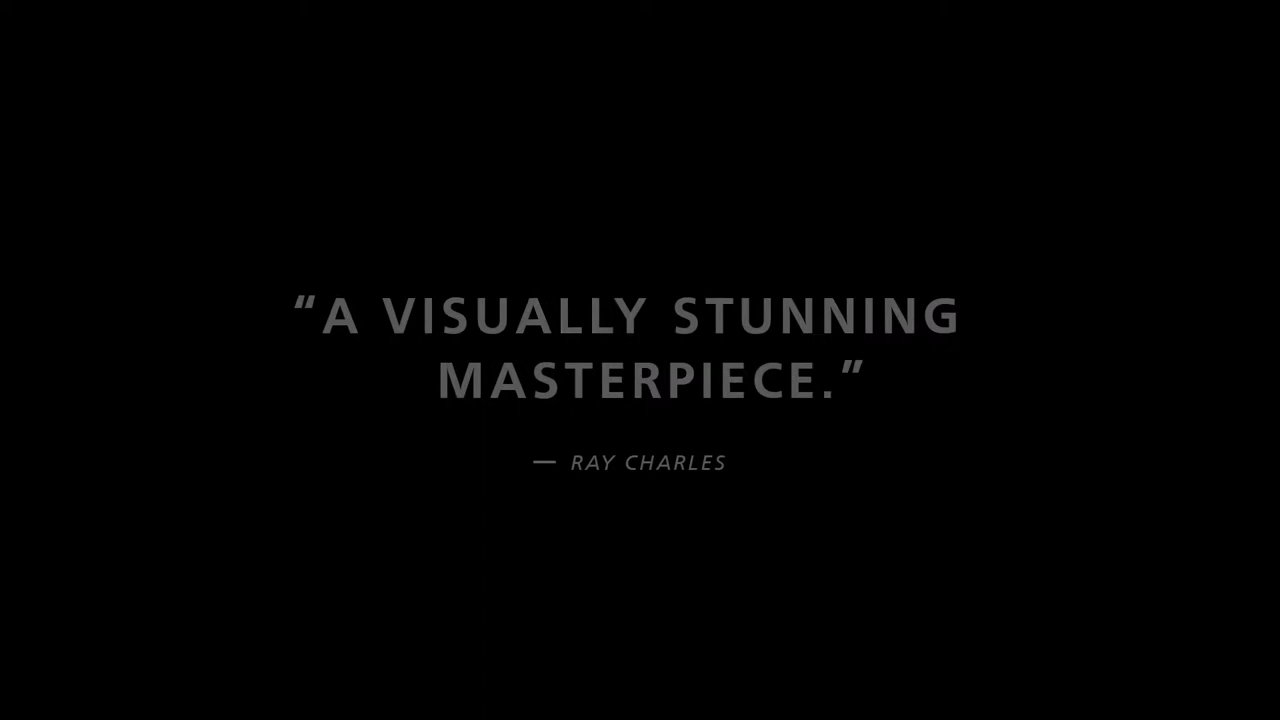 “A VISUALLY STUNNING
MASTERPIECE.”
— RAY CHARLES